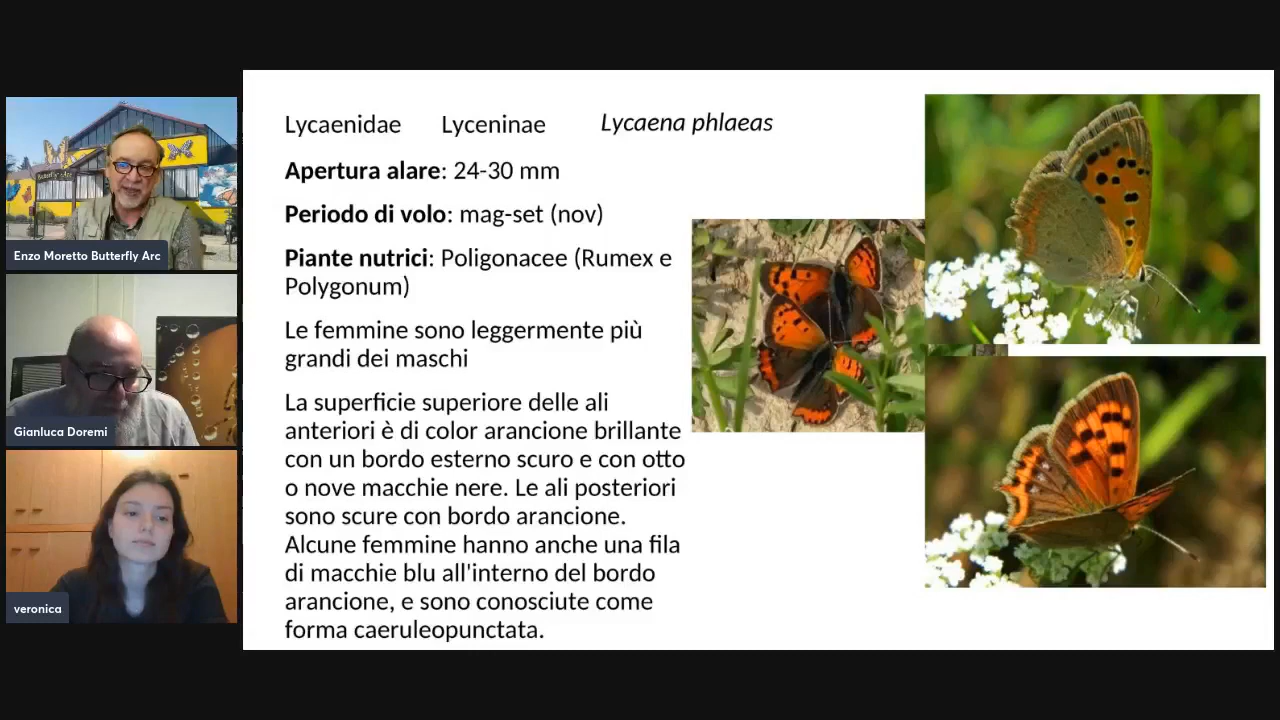 Lycaenidae Lyceninae Lycaena phlaeas
Apertura alare: 24-30 mm
Periodo di volo: mag-set (nov)
Piante nutrici: Poligonacee (Rumex e
Polygonum)
Le femmine sono leggermente più
grandi dei maschi
La superficie superiore delle ali
anteriori è di color arancione brillante
con un bordo esterno scuro e con otto
o nove macchie nere. Le ali posteriori
sono scure con bordo arancione.
Alcune femmine hanno anche una fila
di macchie blu all'interno del bordo
arancione, e sono conosciute come
forma caeruleopunctata.
Butterfly Arc
Enzo Moretto Butterfly Arc
Gianluca Doremi
veronica